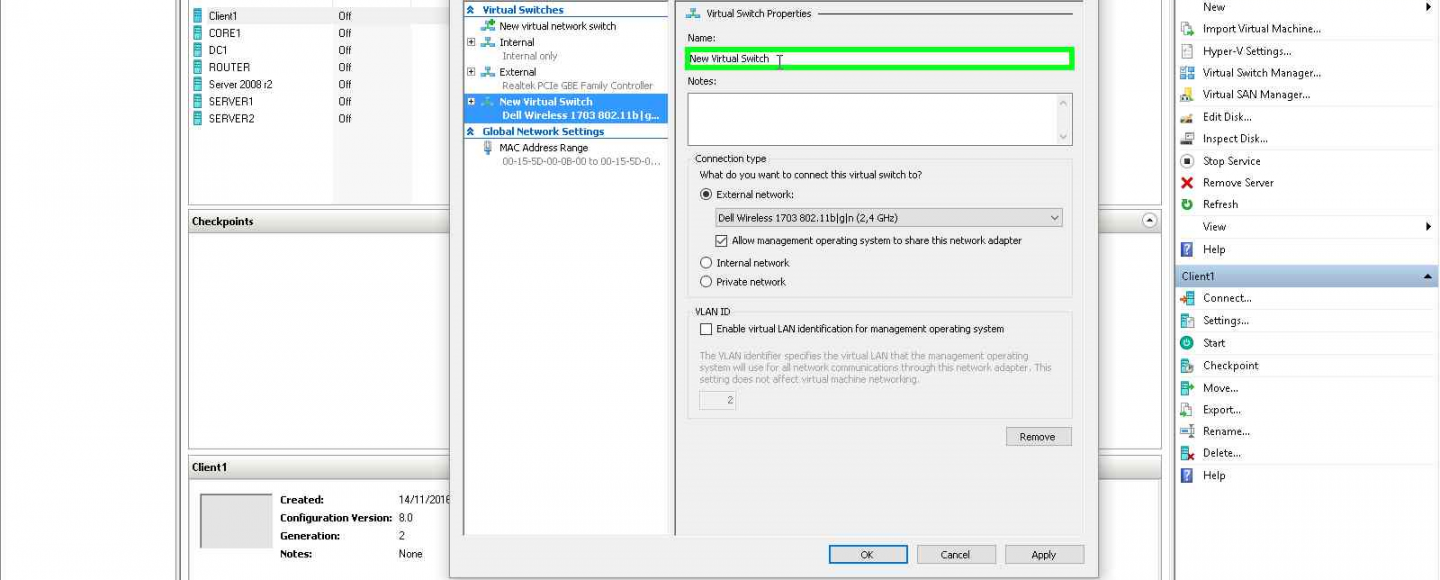 Client1 Off
CORE1 Off
DC1 Off
ROUTER Off
Server 2008 r2 Off
SERVER1 Off
SERVER2 Off
Checkpoints
Client1
Created: 14/11/2016
Configuration Version: 8.0
Generation: 2
Notes: None
Virtual Switches
New virtual network switch
Internal
Internal only
External
Realtek PCIe GBE Family Controller
New Virtual Switch
Dell Wireless 1703 802.11b|g...
Global Network Settings
MAC Address Range
00-15-5D-00-0B-00 to 00-15-5D-0...
Virtual Switch Properties
Name:
New Virtual Switch
Notes:
Connection type
What do you want to connect this virtual switch to?
External network:
Dell Wireless 1703 802.11b|g|n (2,4 GHz)
Allow management operating system to share this network adapter
Internal network
Private network
VLAN ID
Enable virtual LAN identification for management operating system
The VLAN identifier specifies the virtual LAN that the management operating
system will use for all network communications through this network adapter. This
setting does not affect virtual machine networking.
2
Remove
OK Cancel Apply
New
Import Virtual Machine...
Hyper-V Settings...
Virtual Switch Manager...
Virtual SAN Manager...
Edit Disk...
Inspect Disk...
Stop Service
Remove Server
Refresh
View
Help
Client1
Connect...
Settings...
Start
Checkpoint
Move...
Export...
Rename...
Delete...
Help